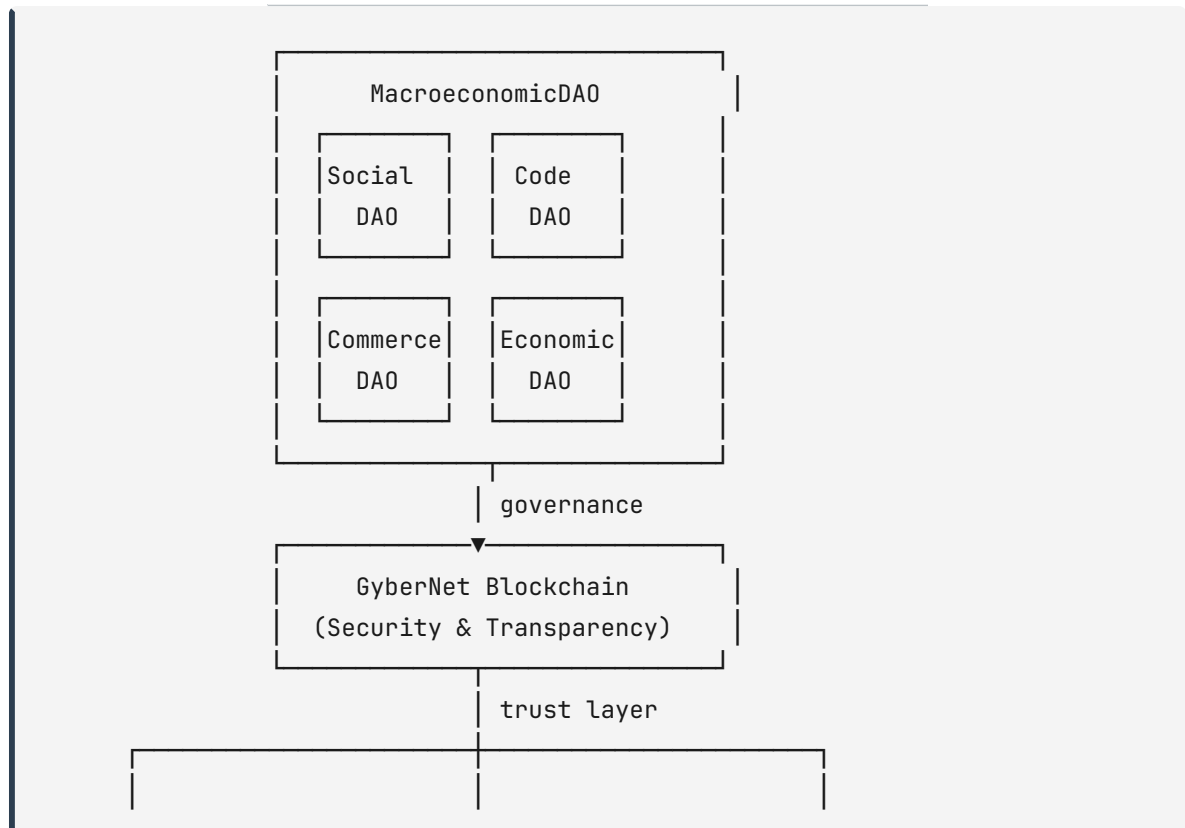 MacroeconomicDAO
Social Code
DAO DAO
Commerce Economic
DAO DAO
governance
GyberNet Blockchain
(Security & Transparency)
trust layer